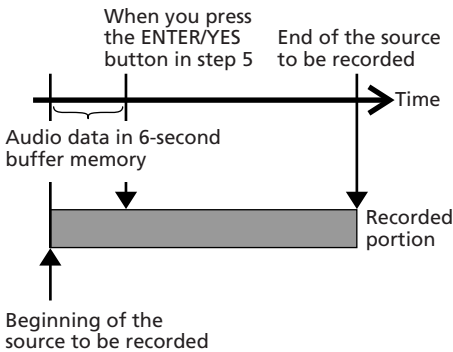 When you press
the ENTER/YES
button in step 5
End of the source
to be recorded
Time
Audio data in 6-second
buffer memory
Recorded
portion
Beginning of the
source to be recorded